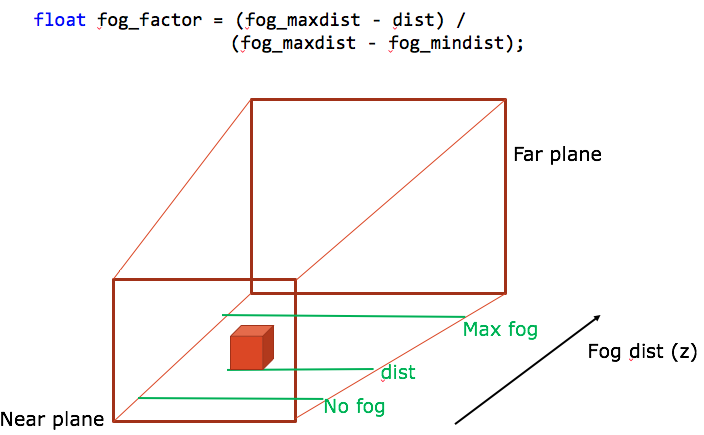 float fog_factor = (fog_maxdist - dist) /
(fog_maxdist - fog_mindist);
Far plane
Max fog
Fog dist (z)
dist
No fog
Near plane